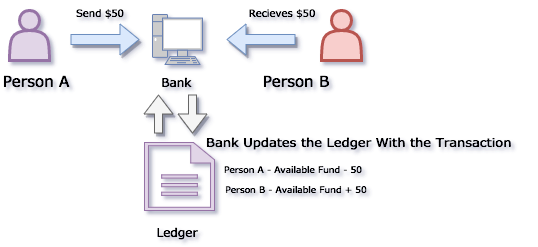 Send $50
Recieves $50
Person A
Bank
Person B
Bank Updates the Ledger With the Transaction
Person A - Available Fund - 50
Person B - Available Fund + 50
Ledger